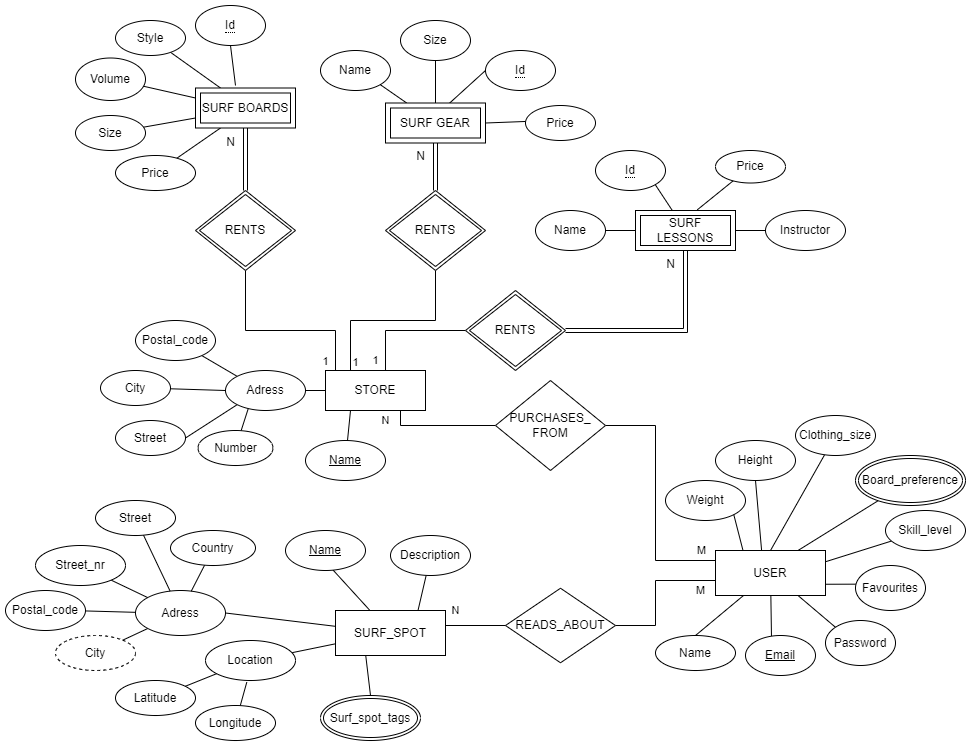 Id
Style
Volume
SURF BOARDS
Size
Price
N
Size
Name
Id
SURF GEAR
Price
N
Id
Price
Name
SURF
LESSONS
Instructor
N
RENTS
RENTS
RENTS
Postal_code
City
Adress
Street
Number
1
1
1
STORE
N
Name
PURCHASES_
FROM
Clothing_size
Height
Board_preference
Weight
Skill_level
M
USER
M
Favourites
Name
Email
Password
Street
Country
Street_nr
Postal_code
Adress
City
Name
Description
N
SURF_SPOT
READS_ABOUT
Location
Latitude
Longitude
Surf_spot_tags